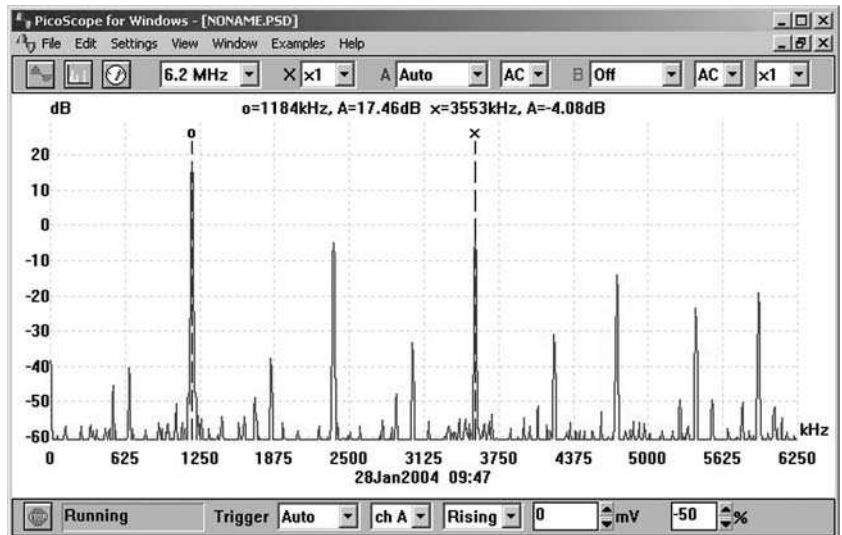 PicoScope for Windows - [NONAME.PSD]
File Edit Settings View Window Examples Help
6.2 MHz X x1 A Auto AC B Off AC x1
dB o=1184kHz, A=17.46dB x=3553kHz, A=-4.08dB
o x
20
10
0
-10
-20
-30
-40
-50
-60 kHz
0 625 1250 1875 2500 3125 3750 4375 5000 5625 6250
28Jan2004 09:47
STOP Running Trigger Auto ch A Rising 0 mV -50 %